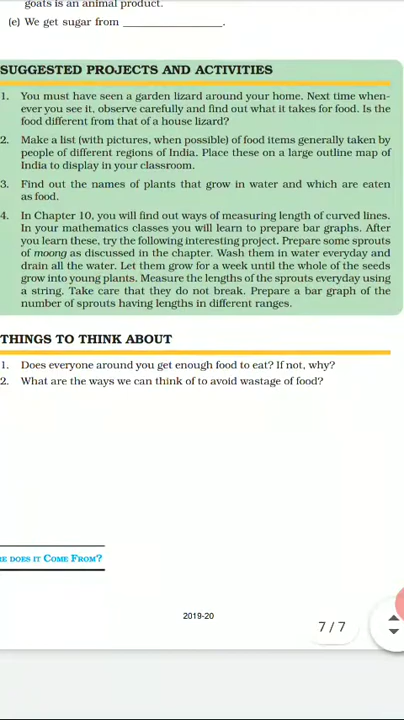 goats is an animal product.
(e) We get sugar from ____________________.
SUGGESTED PROJECTS AND ACTIVITIES
1. You must have seen a garden lizard around your home. Next time when-
ever you see it, observe carefully and find out what it takes for food. Is the
food different from that of a house lizard?
2. Make a list (with pictures, when possible) of food items generally taken by
people of different regions of India. Place these on a large outline map of
India to display in your classroom.
3. Find out the names of plants that grow in water and which are eaten
as food.
4. In Chapter 10, you will find out ways of measuring length of curved lines.
In your mathematics classes you will learn to prepare bar graphs. After
you learn these, try the following interesting project. Prepare some sprouts
of moong as discussed in the chapter. Wash them in water everyday and
drain all the water. Let them grow for a week until the whole of the seeds
grow into young plants. Measure the lengths of the sprouts everyday using
a string. Take care that they do not break. Prepare a bar graph of the
number of sprouts having lengths in different ranges.
THINGS TO THINK ABOUT
1. Does everyone around you get enough food to eat? If not, why?
2. What are the ways we can think of to avoid wastage of food?
RE DOES IT COME FROM?
2019-20
7 / 7